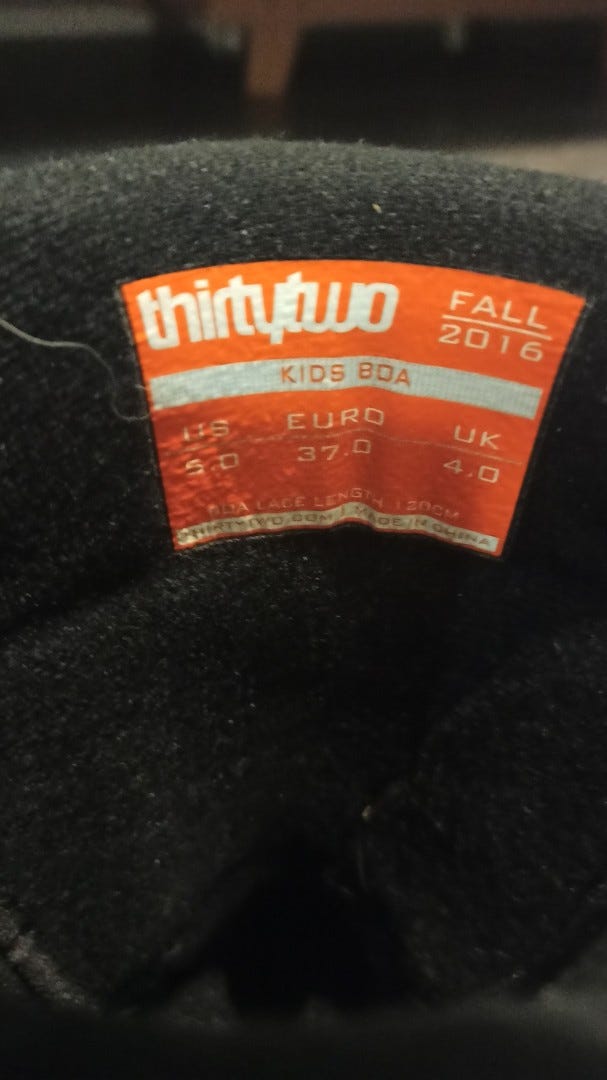 thirtytwo
FALL
2016
KIDS BOA
US EURO UK
5.0 37.0 4.0
BOA LACE LENGTH 120CM
THIRTYTWO.COM | MADE IN CHINA